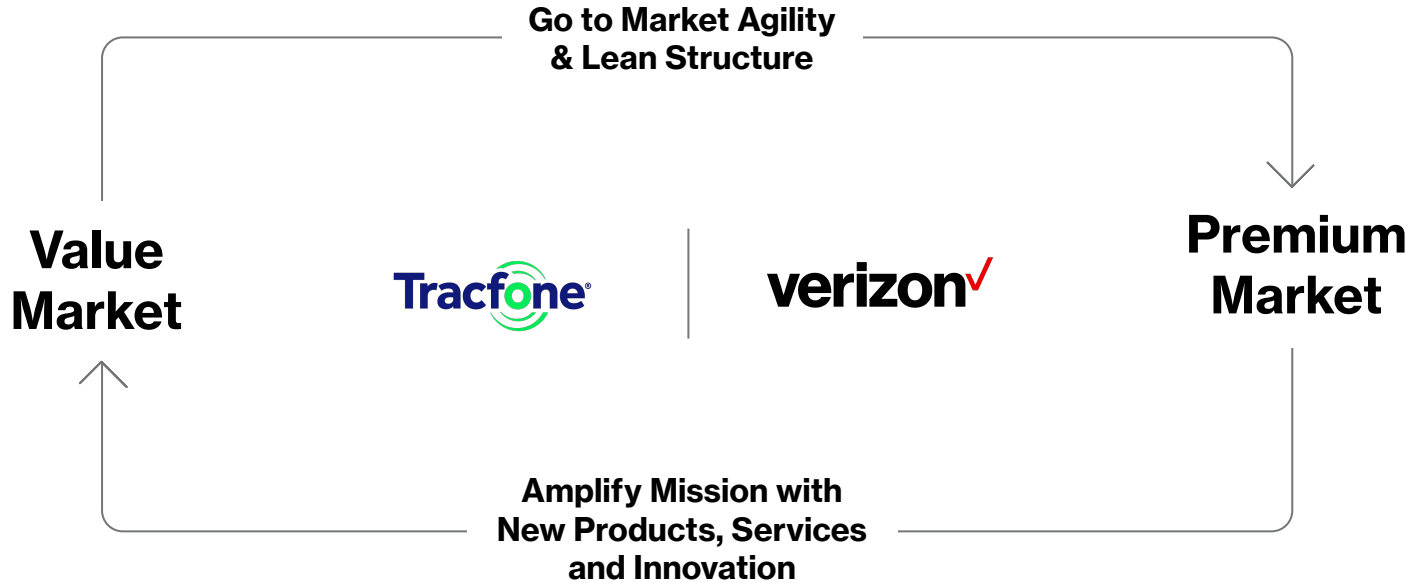 Go to Market Agility
& Lean Structure
Value
Market
Tracfone®
verizon✓
Premium
Market
Amplify Mission with
New Products, Services
and Innovation